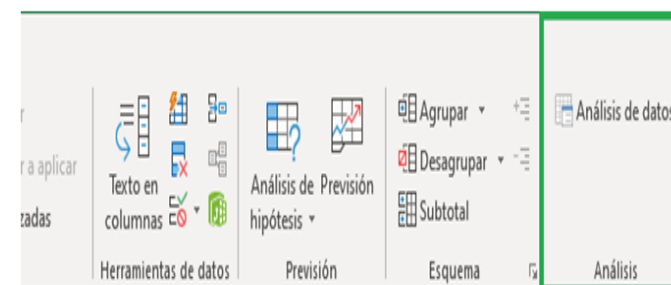 r
r a aplicar
zadas
Texto en
columnas
Herramientas de datos
Análisis de
hipótesis
Previsión
Previsión
Agrupar
Desagrupar
Subtotal
Esquema
Análisis de datos
Análisis